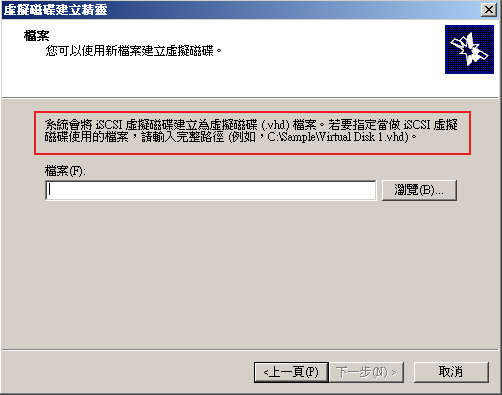 虛擬磁碟建立精靈
檔案
您可以使用新檔案建立虛擬磁碟。
系統會將 iSCSI 虛擬磁碟建立為虛擬磁碟 (.vhd) 檔案。若要指定當做 iSCSI 虛擬
磁碟使用的檔案，請輸入完整路徑 (例如，C:\Sample\Virtual Disk 1.vhd)。
檔案(F):
瀏覽(B)...
<上一頁(P)
下一步(N) >
取消